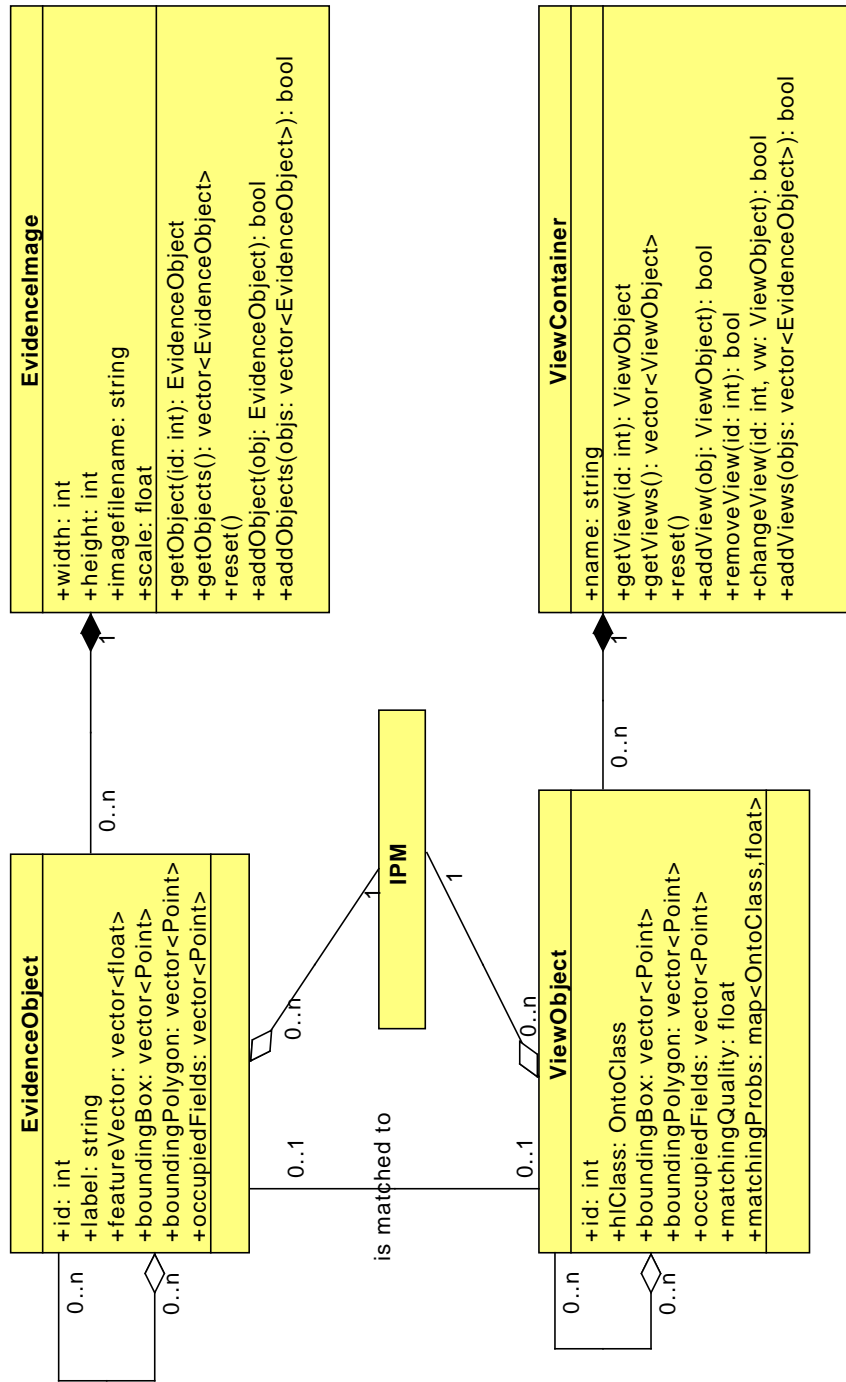 EvidenceImage
+width: int
+height: int
+imagefilename: string
+scale: float
+getObject(id: int): EvidenceObject
+getObjects(): vector<EvidenceObject>
+reset()
+addObject(obj: EvidenceObject): bool
+addObjects(objs: vector<EvidenceObject>): bool
1
0..n
EvidenceObject
+id: int
+label: string
+featureVector: vector<float>
+boundingBox: vector<Point>
+boundingPolygon: vector<Point>
+occupiedFields: vector<Point>
0..n
0..n
0..n
1
IPM
1
0..n
0..1
is matched to
0..1
ViewContainer
+name: string
+getView(id: int): ViewObject
+getViews(): vector<ViewObject>
+reset()
+addView(obj: ViewObject): bool
+removeView(id: int): bool
+changeView(id: int, vw: ViewObject): bool
+addViews(objs: vector<EvidenceObject>): bool
1
0..n
ViewObject
+id: int
+hlClass: OntoClass
+boundingBox: vector<Point>
+boundingPolygon: vector<Point>
+occupiedFields: vector<Point>
+matchingQuality: float
+matchingProbs: map<OntoClass,float>
0..n
0..n